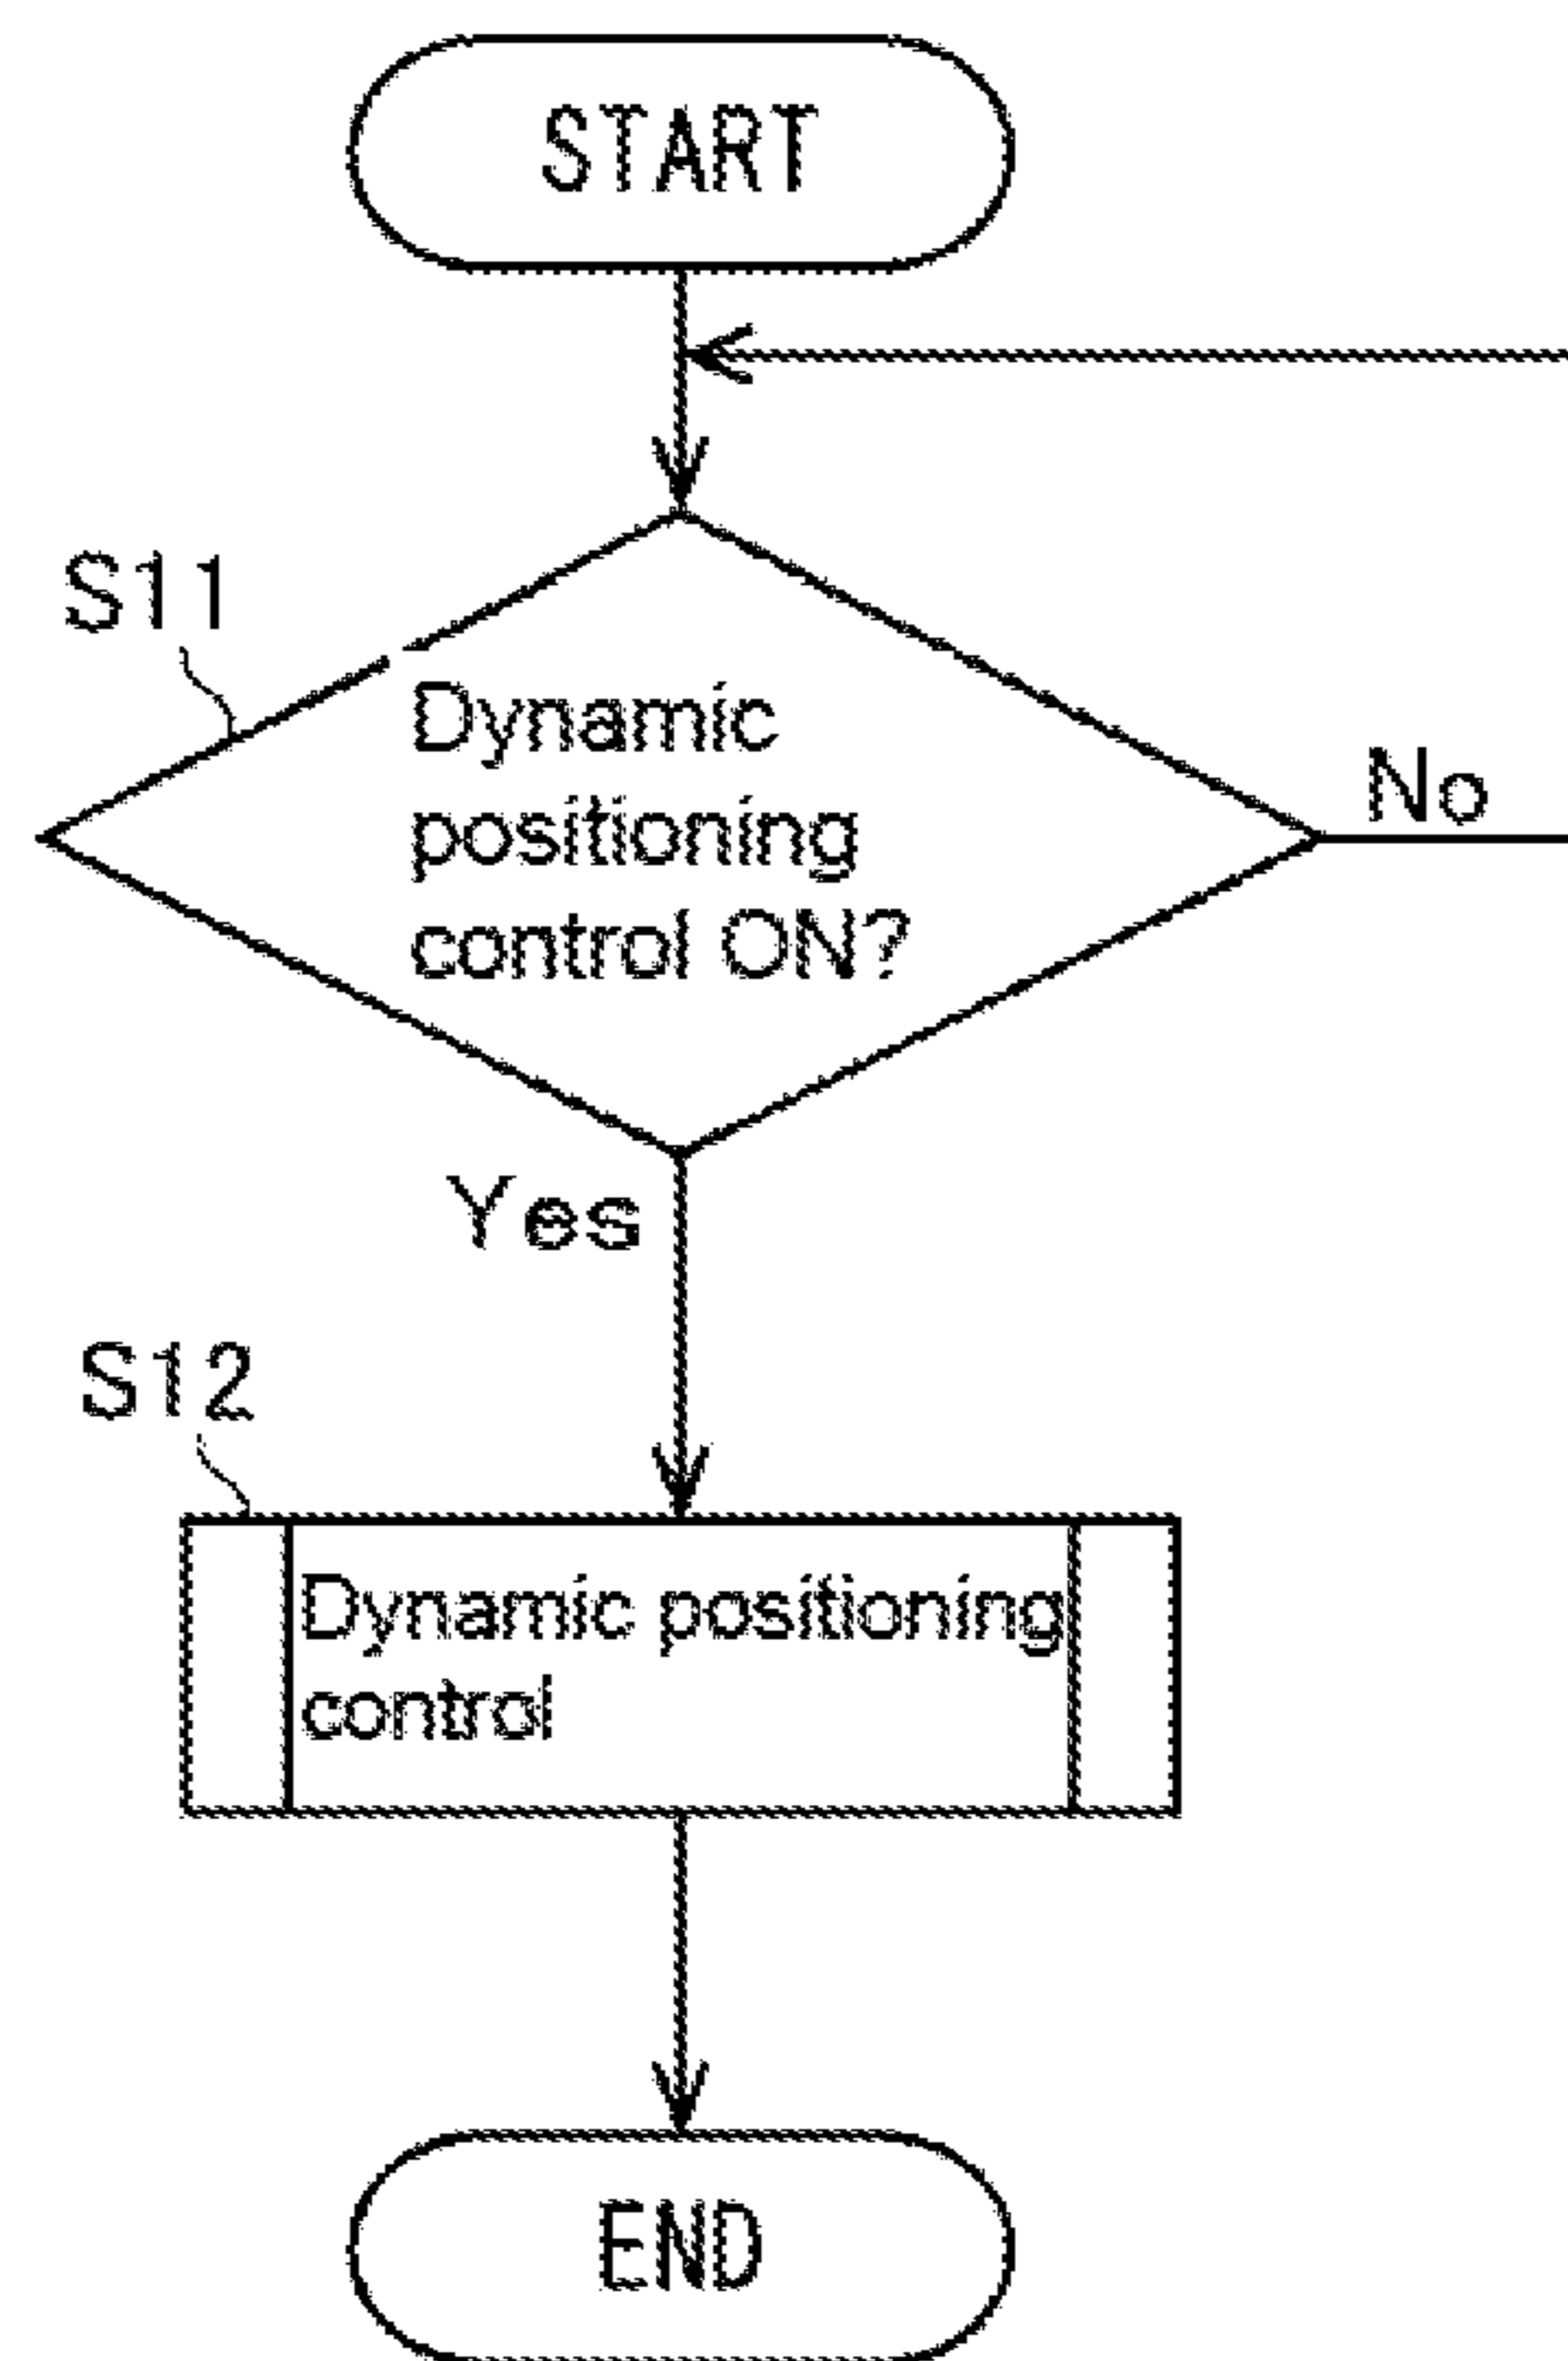 START
S11
Dynamic
positioning
control ON?
No
Yes
S12
Dynamic positioning
control
END